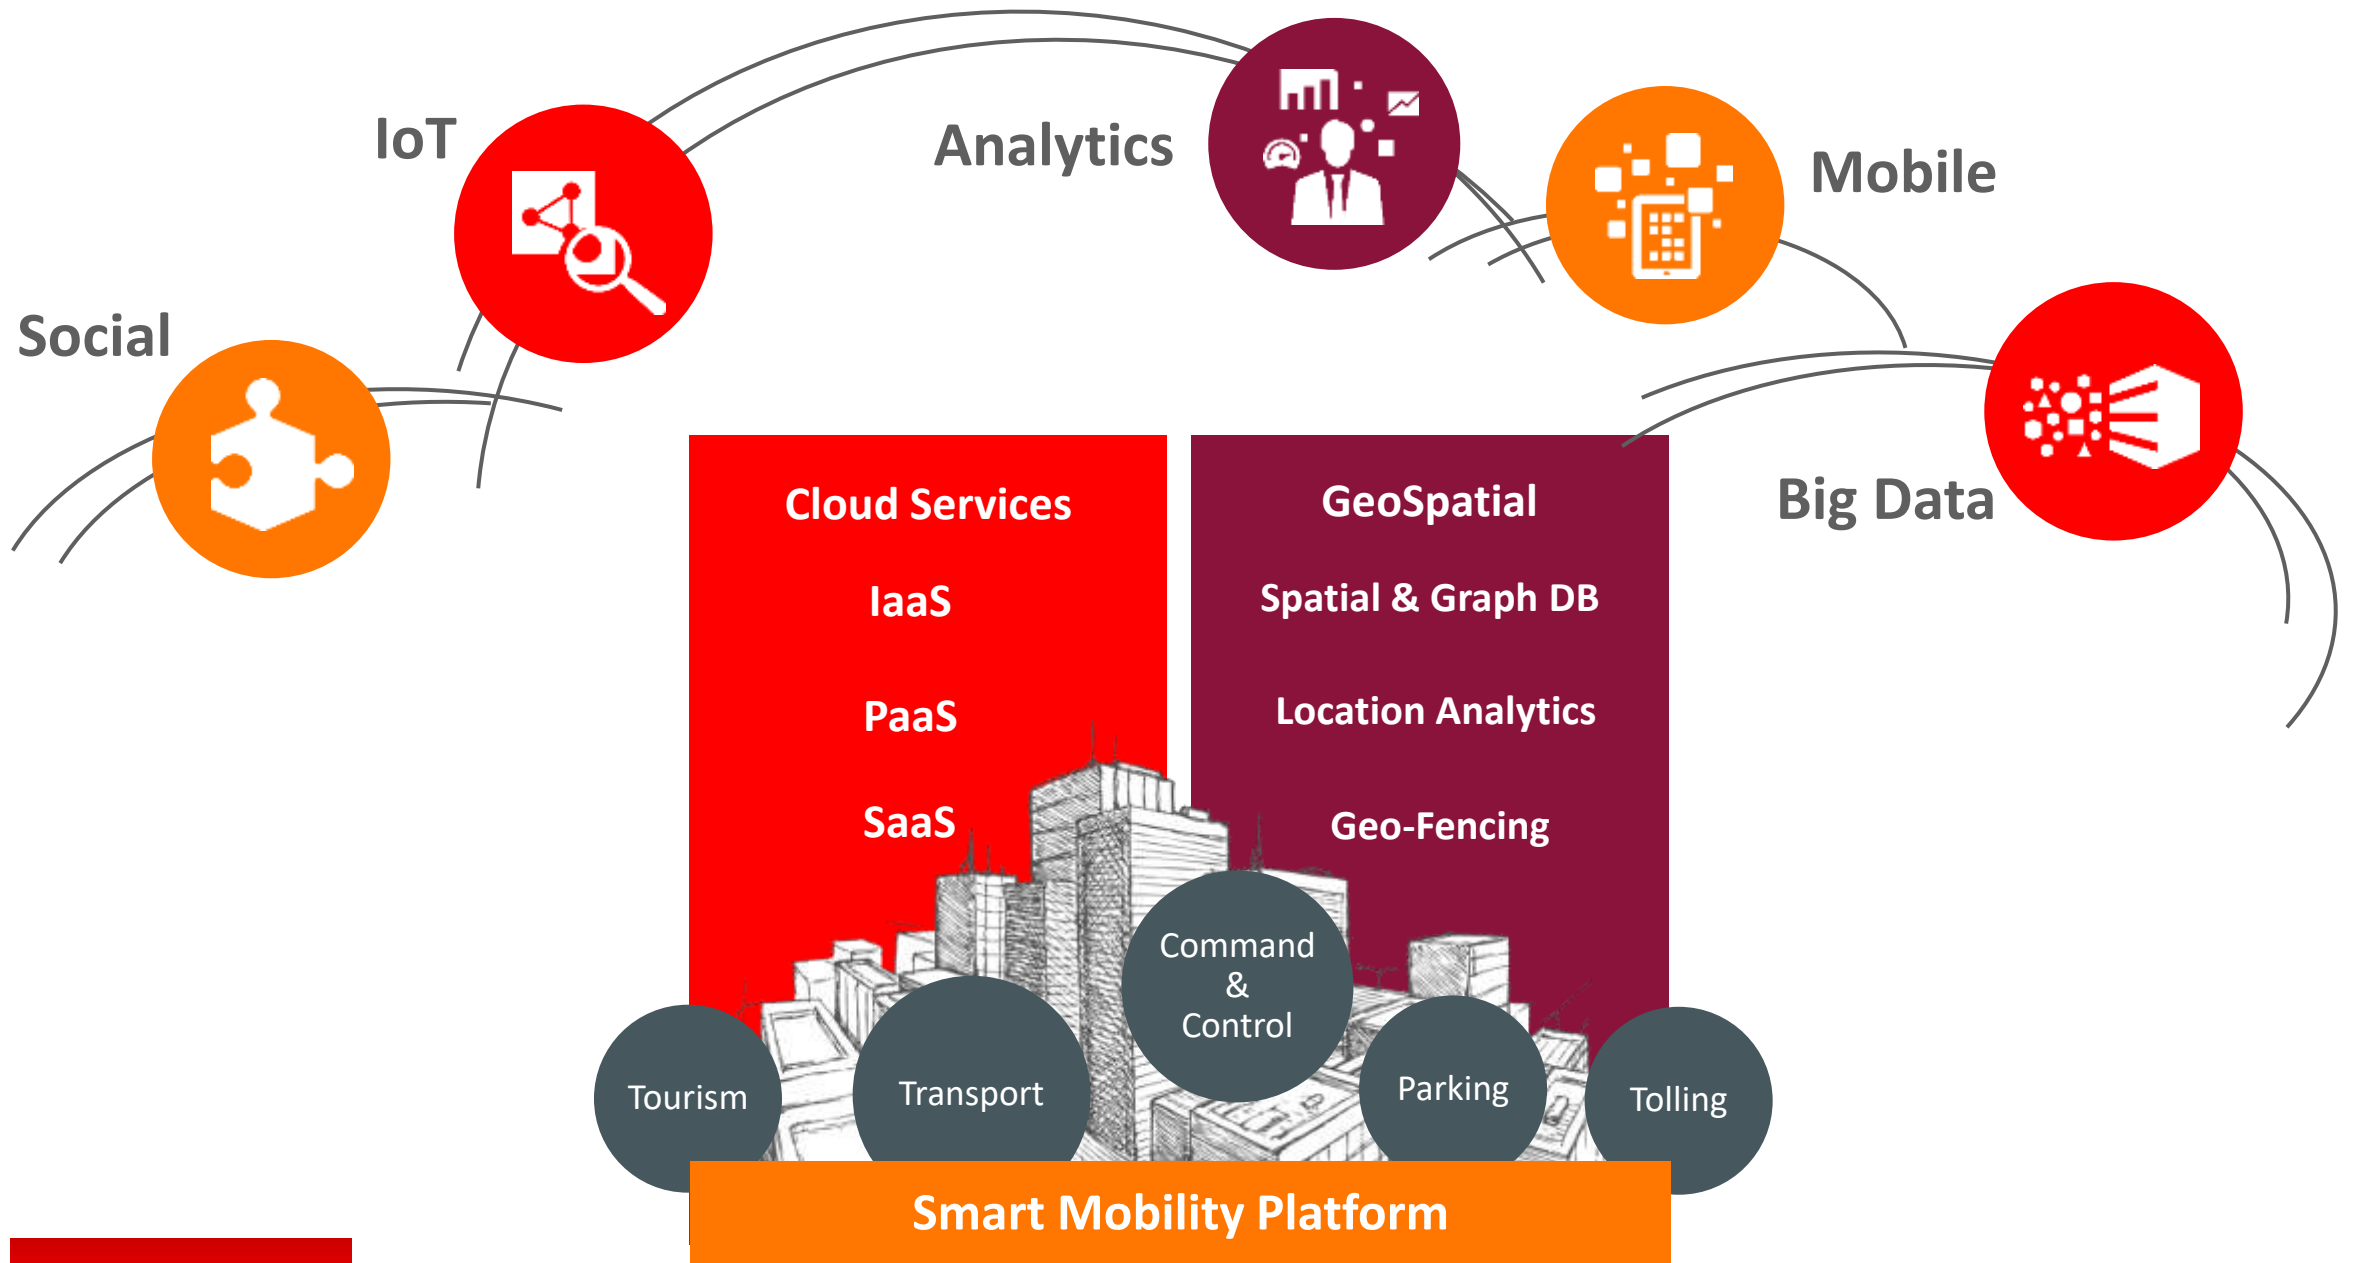 IoT
Analytics
Mobile
Social
Big Data
Cloud Services
IaaS
PaaS
SaaS
GeoSpatial
Spatial & Graph DB
Location Analytics
Geo-Fencing
Command
&
Control
Tourism
Transport
Parking
Tolling
Smart Mobility Platform